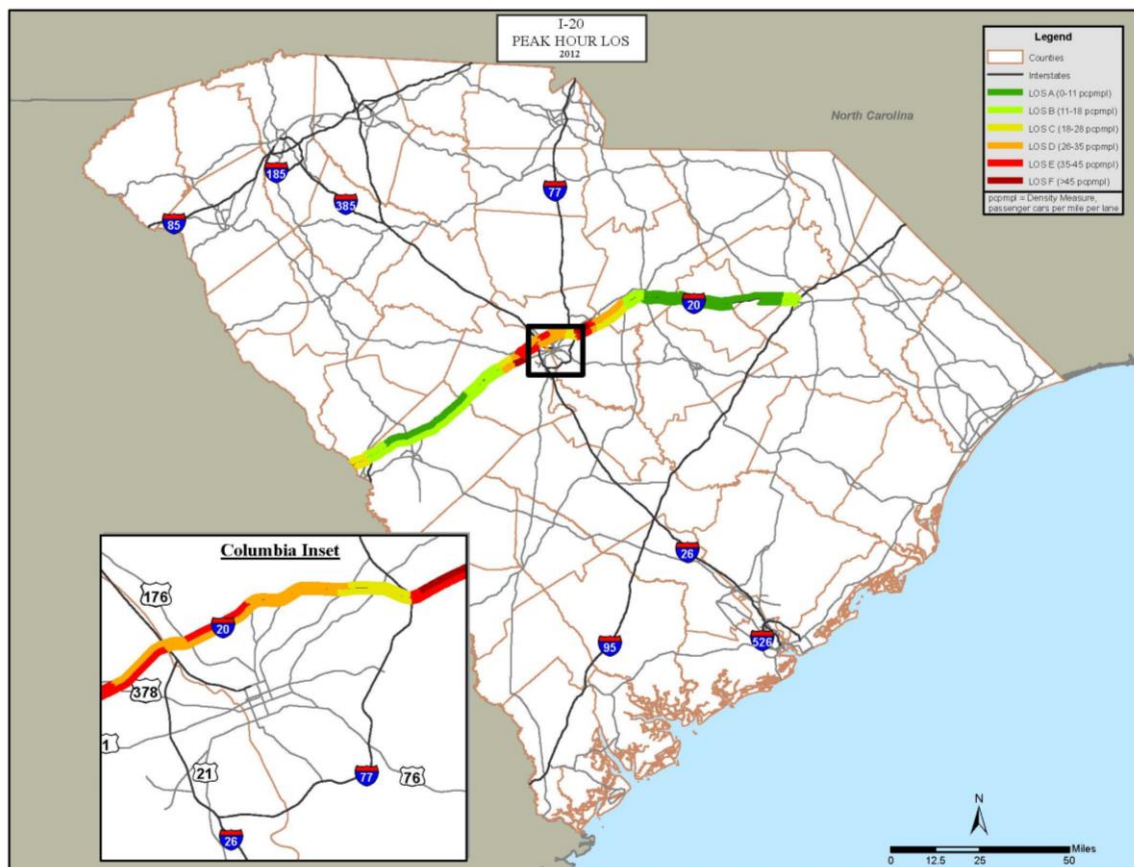 I-20
PEAK HOUR LOS
2012
Legend
Counties
Interstates
LOS A (0-11 pcpmpl)
LOS B (11-18 pcpmpl)
LOS C (18-26 pcpmpl)
LOS D (26-35 pcpmpl)
LOS E (35-45 pcpmpl)
LOS F (>45 pcpmpl)
pcpmpl = Density Measure,
passenger cars per mile per lane
North Carolina
185
77
385
85
20
26
526
95
Columbia Inset
176
20
378
1
21
77
76
26
N
Miles
0 12.5 25 50